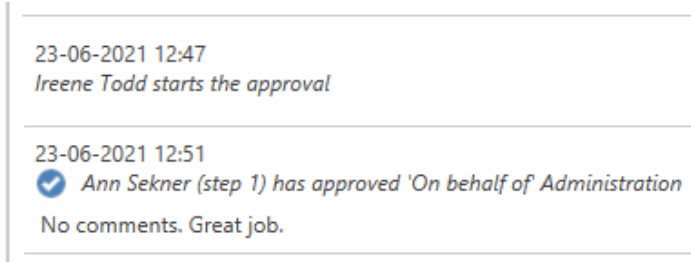 23-06-2021 12:47
Ireene Todd starts the approval
23-06-2021 12:51
Ann Sekner (step 1) has approved 'On behalf of' Administration
No comments. Great job.